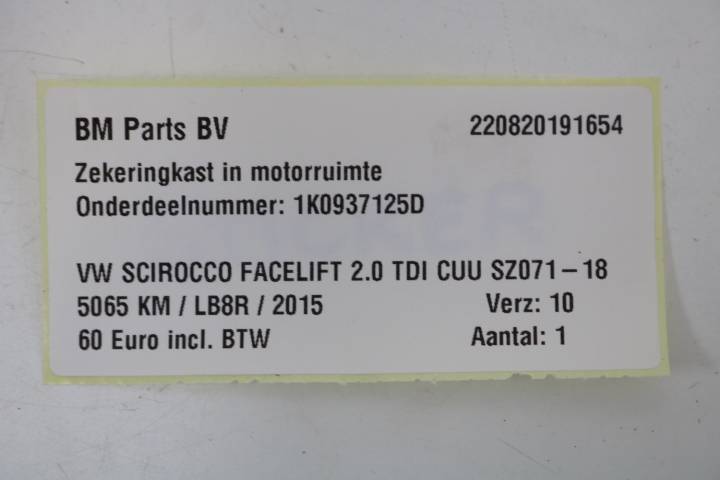 BM Parts BV 220820191654
Zekeringkast in motorruimte
Onderdeelnummer: 1K0937125D
VW SCIROCCO FACELIFT 2.0 TDI CUU SZ071-18
5065 KM / LB8R / 2015 Verz: 10
60 Euro incl. BTW Aantal: 1